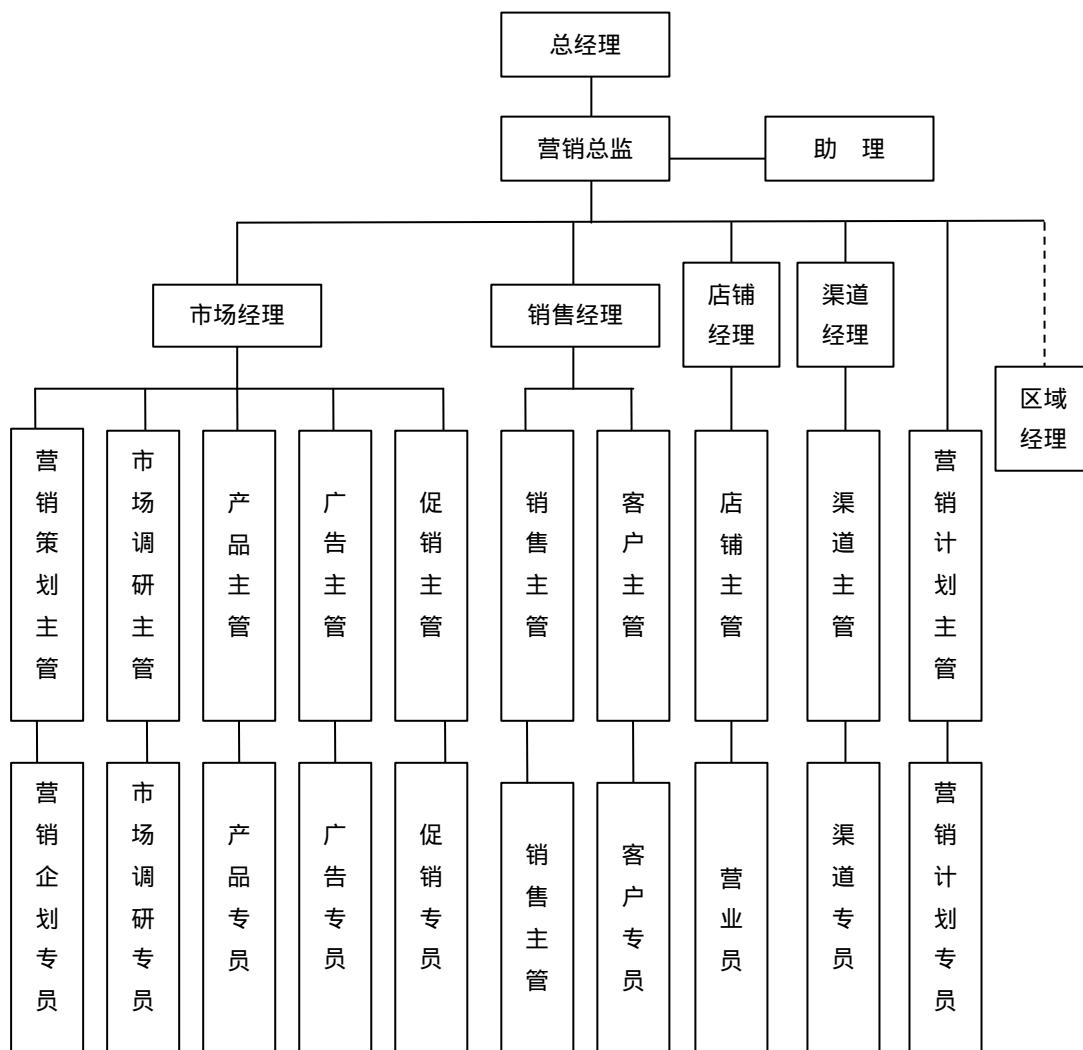 总经理
营销总监
助 理
市场经理
销售经理
店铺
经理
渠道
经理
区域
经理
营销策划主管
市场调研主管
产品主管
广告主管
促销主管
销售主管
客户主管
店铺主管
渠道主管
营销计划主管
营销企划专员
市场调研专员
产品专员
广告专员
促销专员
销售主管
客户专员
营业员
渠道专员
营销计划专员